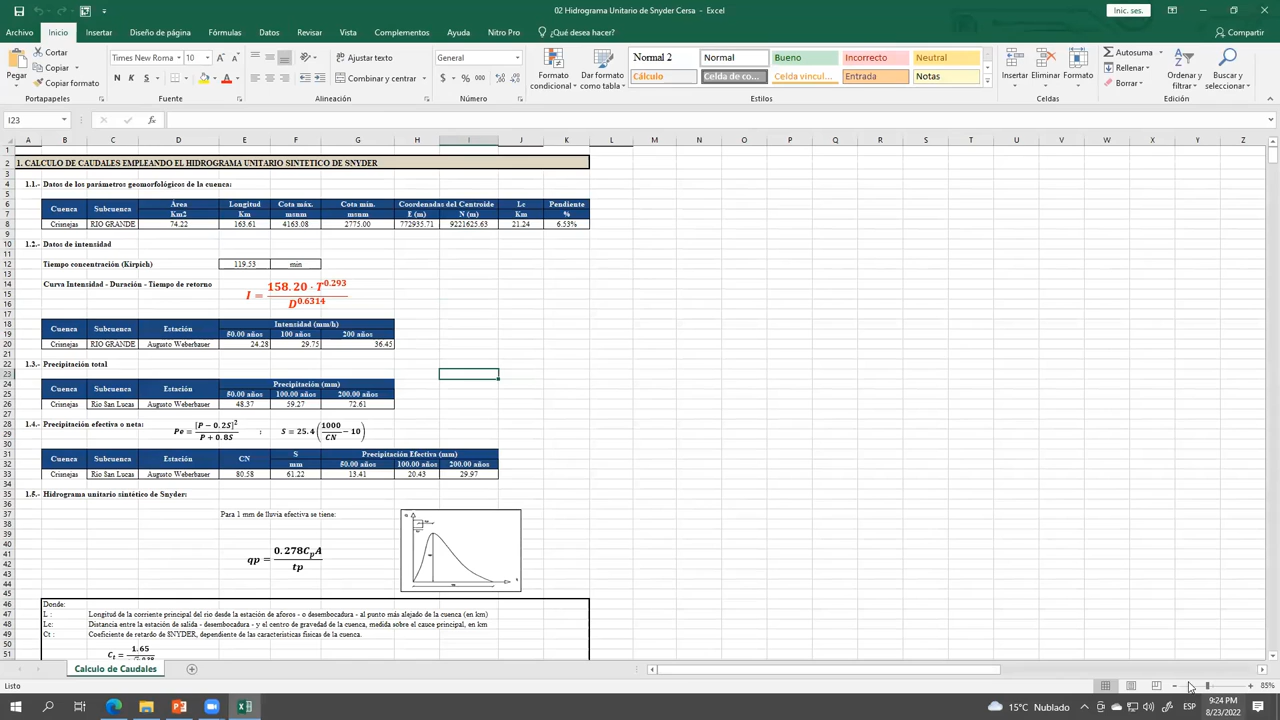 02 Hidrograma Unitario de Snyder Cersa - Excel
Inic. ses.
Archivo Inicio Insertar Diseño de página Fórmulas Datos Revisar Vista Complementos Ayuda Nitro Pro ¿Qué desea hacer? Compartir
Pegar
Cortar
Copiar
Copiar formato
Portapapeles
Times New Roma 10
N K S
Fuente
Ajustar texto
Combinar y centrar
Alineación
General
$ % 000
Número
Formato condicional
Dar formato como tabla
Normal 2 Normal Bueno Incorrecto Neutral
Cálculo Celda de co... Celda vincul... Entrada Notas
Estilos
Insertar Eliminar Formato
Celdas
Autosuma
Rellenar
Borrar
Ordenar y filtrar
Buscar y seleccionar
Edición
I23
fx
A B C D E F G H I J K L M N O P Q R S T U V W X Y Z
1. CALCULO DE CAUDALES EMPLEANDO EL HIDROGRAMA UNITARIO SINTETICO DE SNYDER
1.1.- Datos de los parámetros geomorfológicos de la cuenca:
Cuenca Subcuenca Área Longitud Cota máx. Cota mín. Coordenadas del Centroide Lc Pendiente
Km2 Km msnm msnm E (m) N (m) Km %
Crisnejas RIO GRANDE 74.22 163.61 4163.08 2775.00 772935.71 9221625.63 21.24 6.53%
1.2.- Datos de intensidad
Tiempo concentración (Kirpich) 119.53 min
Curva Intensidad - Duración - Tiempo de retorno
I = 158.20 · T^0.293 / D^0.6314
Cuenca Subcuenca Estación Intensidad (mm/h)
50.00 años 100 años 200 años
Crisnejas RIO GRANDE Augusto Weberbauer 24.28 29.75 36.45
1.3.- Precipitación total
Cuenca Subcuenca Estación Precipitación (mm)
50.00 años 100.00 años 200.00 años
Crisnejas Rio San Lucas Augusto Weberbauer 48.37 59.27 72.61
1.4.- Precipitación efectiva o neta:
Pe = [P − 0.2S]^2 / P + 0.8S : S = 25.4 (1000 / CN − 10)
Cuenca Subcuenca Estación CN S Precipitación Efectiva (mm)
mm 50.00 años 100.00 años 200.00 años
Crisnejas Rio San Lucas Augusto Weberbauer 80.58 61.22 13.41 20.43 29.97
1.5.- Hidrograma unitario sintético de Snyder:
Para 1 mm de lluvia efectiva se tiene:
qp = 0.278CpA / tp
Donde:
L : Longitud de la corriente principal del rio desde la estación de aforos - o desembocadura - al punto más alejado de la cuenca (en km)
Lc: Distancia entre la estación de salida - desembocadura - y el centro de gravedad de la cuenca, medida sobre el cauce principal, en km
Ct : Coeficiente de retardo de SNYDER, dependiente de las características físicas de la cuenca.
Ct = 1.65
Calculo de Caudales
Listo
85%
15°C Nublado
ESP
9:24 PM
8/23/2022